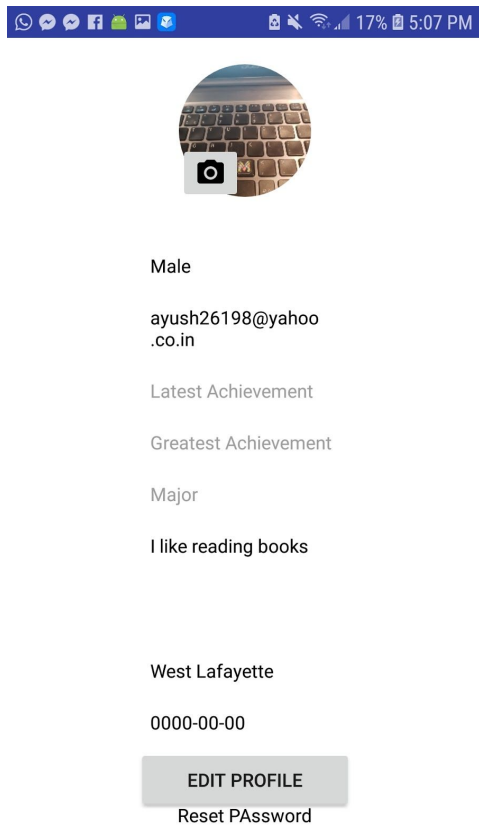 17% 5:07 PM
Male
ayush26198@yahoo
.co.in
Latest Achievement
Greatest Achievement
Major
I like reading books
West Lafayette
0000-00-00
EDIT PROFILE
Reset PAssword